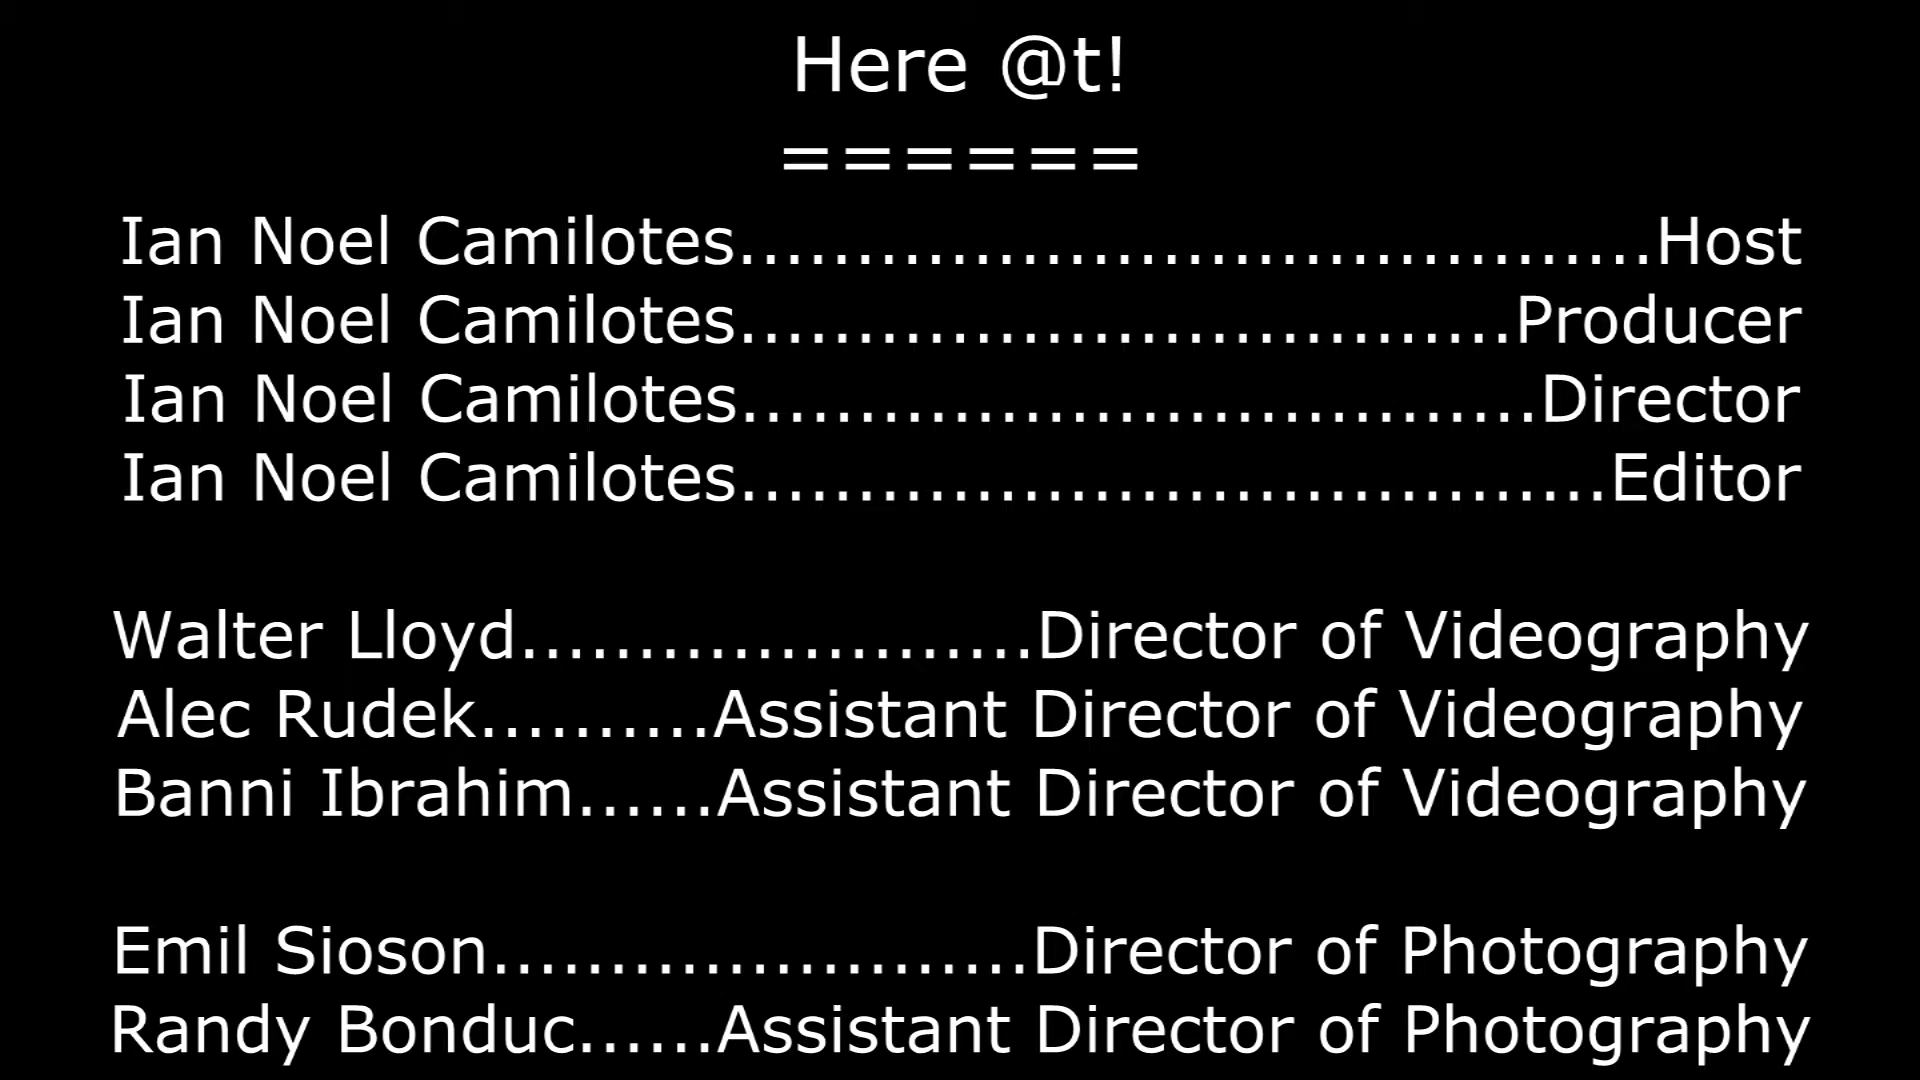 Here @t!
======
Ian Noel Camilotes.......................................Host
Ian Noel Camilotes.................................Producer
Ian Noel Camilotes..................................Director
Ian Noel Camilotes.....................................Editor
Walter Lloyd......................Director of Videography
Alec Rudek..........Assistant Director of Videography
Banni Ibrahim......Assistant Director of Videography
Emil Sioson.......................Director of Photography
Randy Bonduc......Assistant Director of Photography